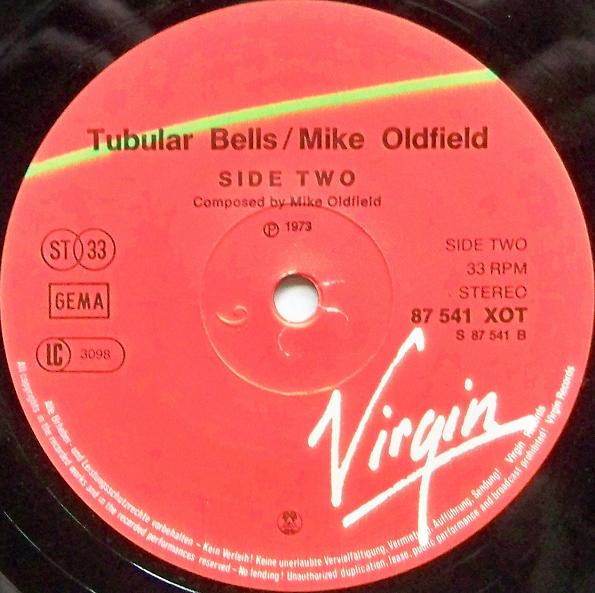 Tubular Bells / Mike Oldfield
SIDE TWO
Composed by Mike Oldfield
℗ 1973
ST 33
GEMA
LC 3098
SIDE TWO
33 RPM
STEREO
87 541 XOT
S 87 541 B
Virgin
Alle Urheber- und Leistungsschutzrechte vorbehalten – Kein Verleih! Keine unerlaubte Vervielfältigung, Vermietung, Aufführung, Sendung! Virgin Records
All copyrights in the recorded works and in the recorded performances reserved – No lending! Unauthorized duplication, lease, public performance and broadcast prohibited! Virgin Records